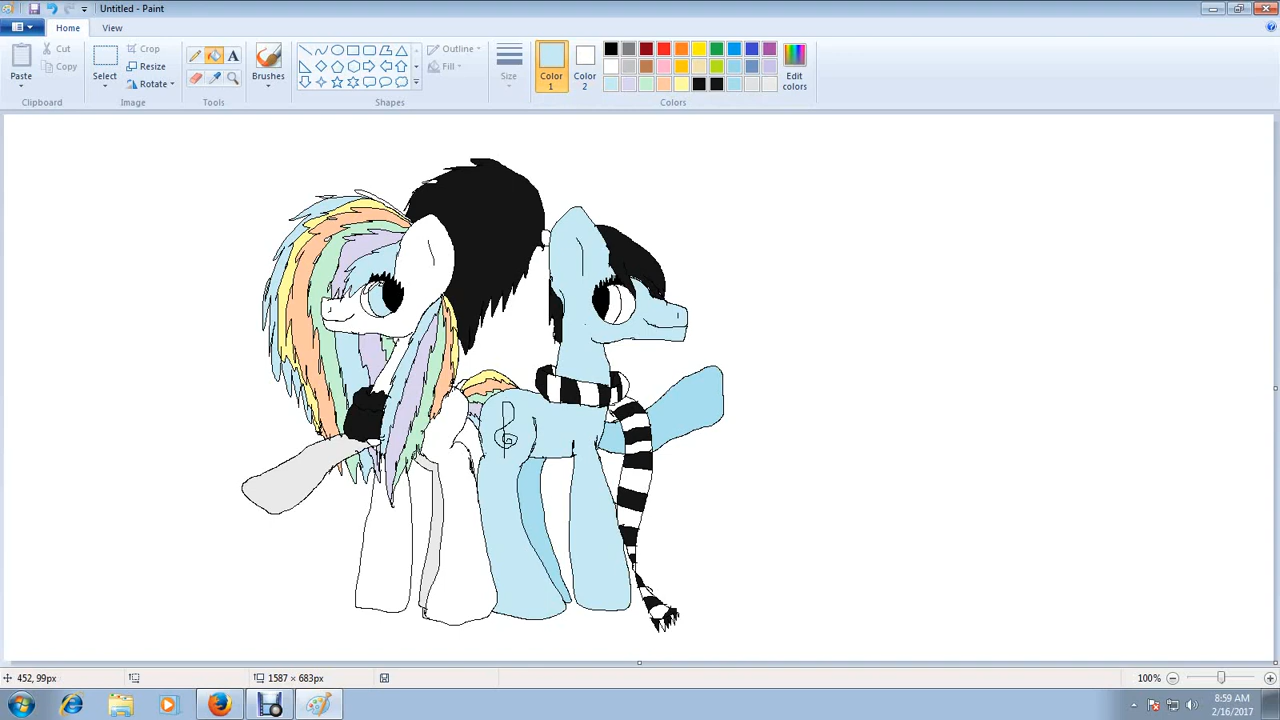 Untitled - Paint
Home
View
Paste
Cut
Copy
Clipboard
Select
Crop
Resize
Rotate
Image
A
Tools
Brushes
Outline
Fill
Shapes
Size
Color 1
Color 2
Edit colors
Colors
452, 99px
1587 × 683px
100%
8:59 AM
2/16/2017